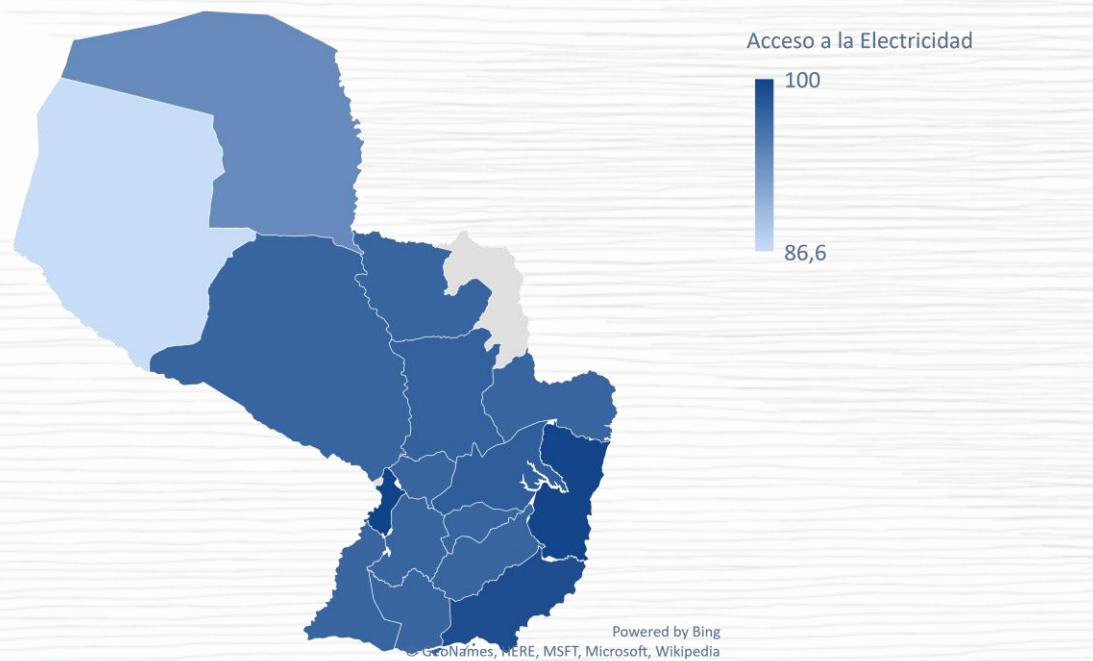 Acceso a la Electricidad
100
86,6
Powered by Bing
© GeoNames, HERE, MSFT, Microsoft, Wikipedia